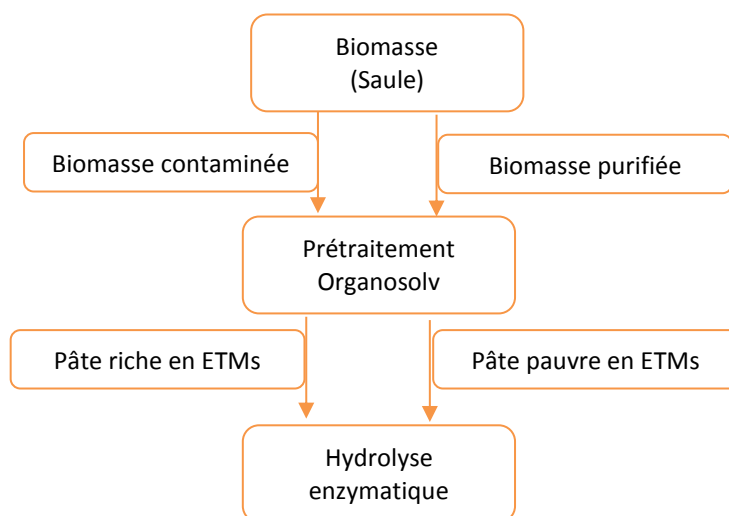 Biomasse
(Saule)
Biomasse contaminée
Biomasse purifiée
Prétraitement
Organosolv
Pâte riche en ETMs
Pâte pauvre en ETMs
Hydrolyse
enzymatique